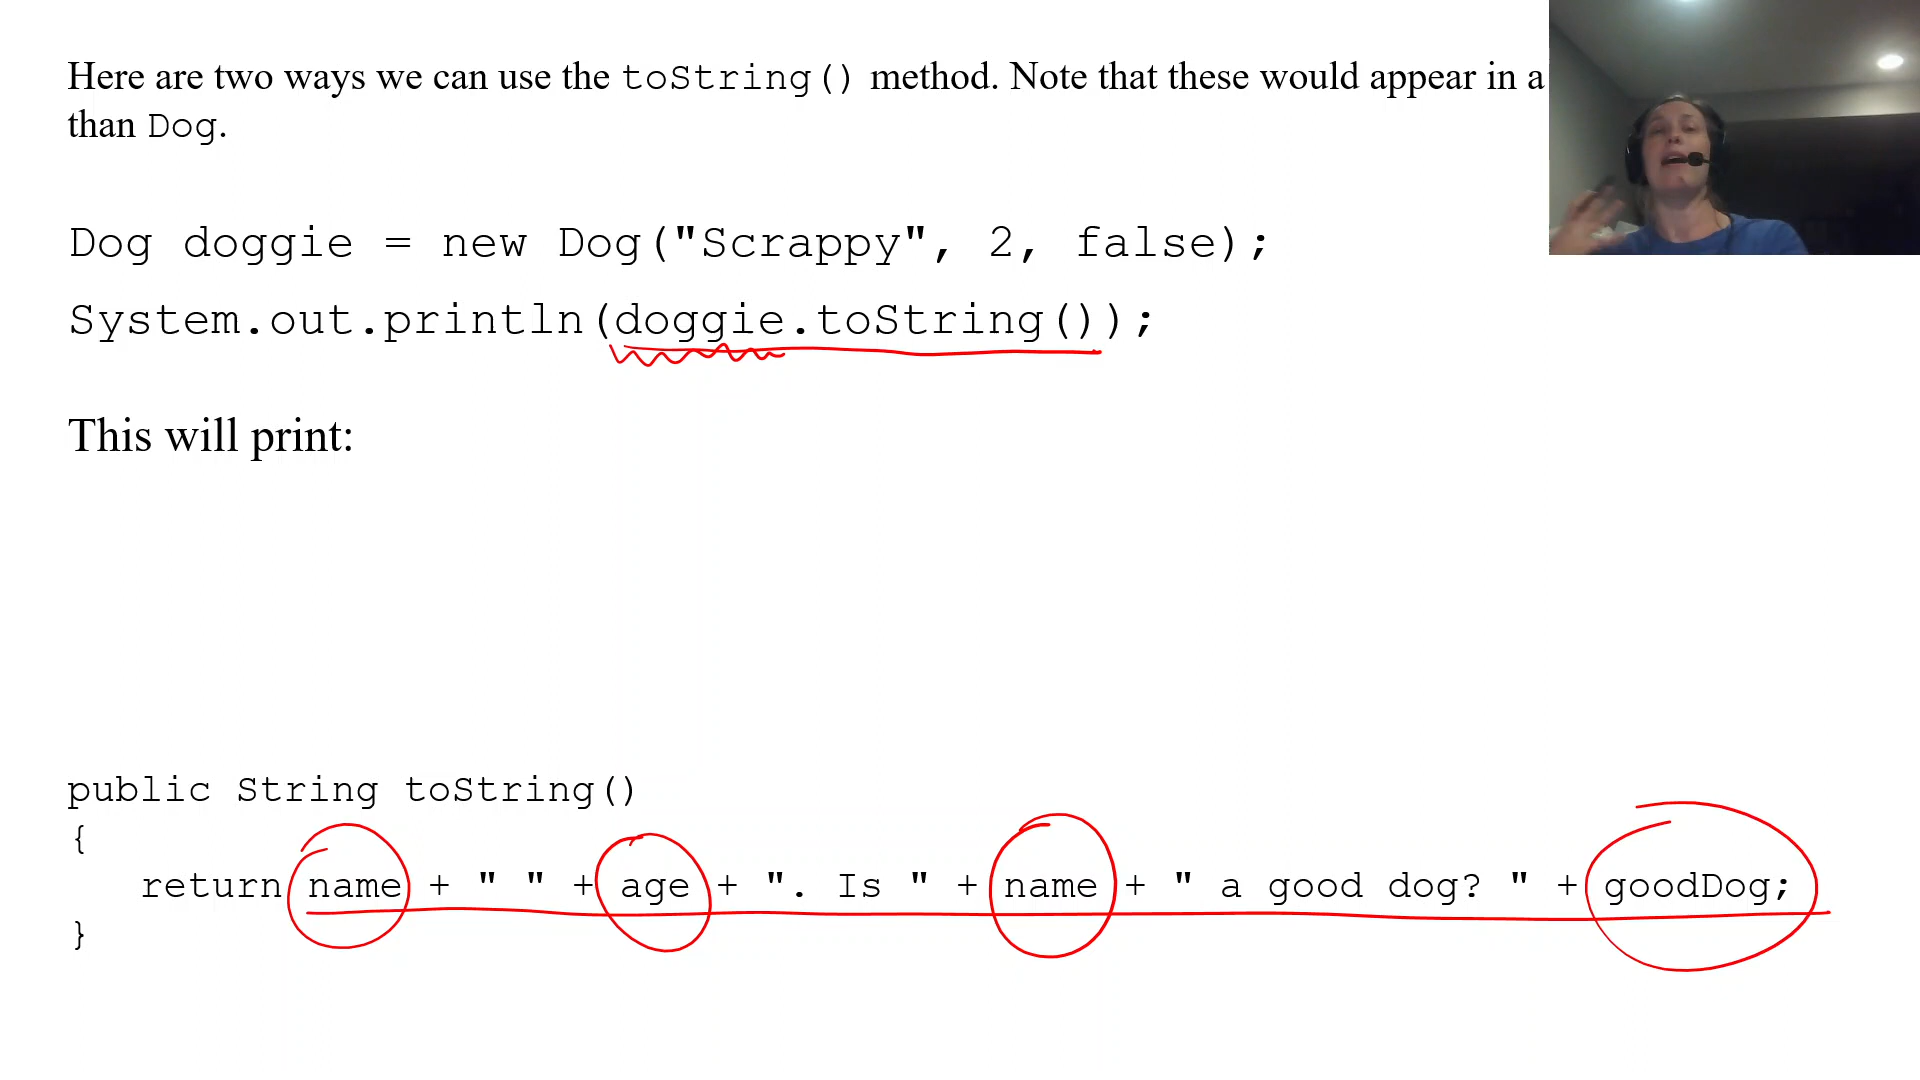 Here are two ways we can use the toString() method. Note that these would appear in a
than Dog.
Dog doggie = new Dog("Scrappy", 2, false);
System.out.println(doggie.toString());
This will print:
public String toString()
{
return name + " " + age + ". Is " + name + " a good dog? " + goodDog;
}